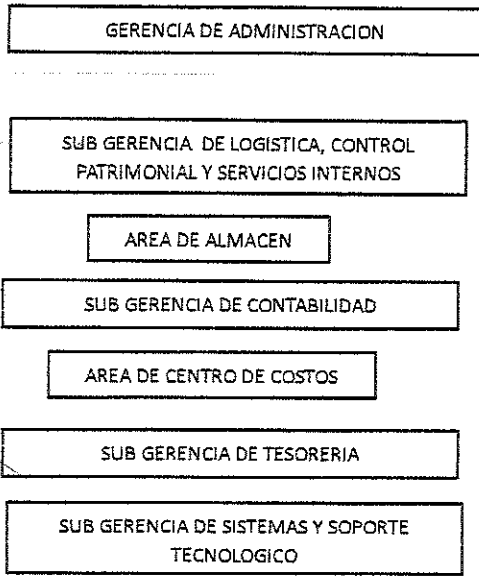 GERENCIA DE ADMINISTRACION
SUB GERENCIA DE LOGISTICA, CONTROL
PATRIMONIAL Y SERVICIOS INTERNOS
AREA DE ALMACEN
SUB GERENCIA DE CONTABILIDAD
AREA DE CENTRO DE COSTOS
SUB GERENCIA DE TESORERIA
SUB GERENCIA DE SISTEMAS Y SOPORTE
TECNOLOGICO